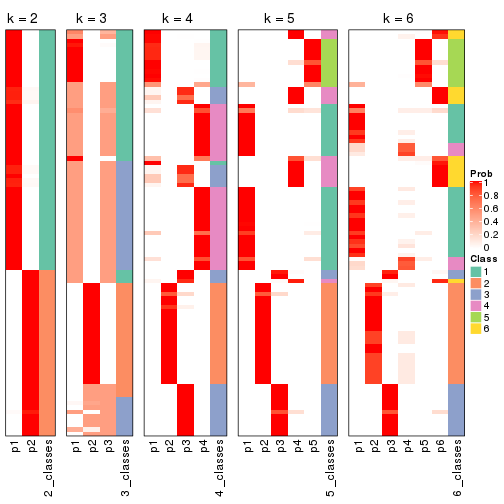 k = 2
k = 3
k = 4
k = 5
k = 6
Prob
1
0.8
0.6
0.4
0.2
0
Class
1
2
3
4
5
6
p1
p2
2_classes
p1
p2
p3
3_classes
p1
p2
p3
p4
4_classes
p1
p2
p3
p4
p5
5_classes
p1
p2
p3
p4
p5
p6
6_classes